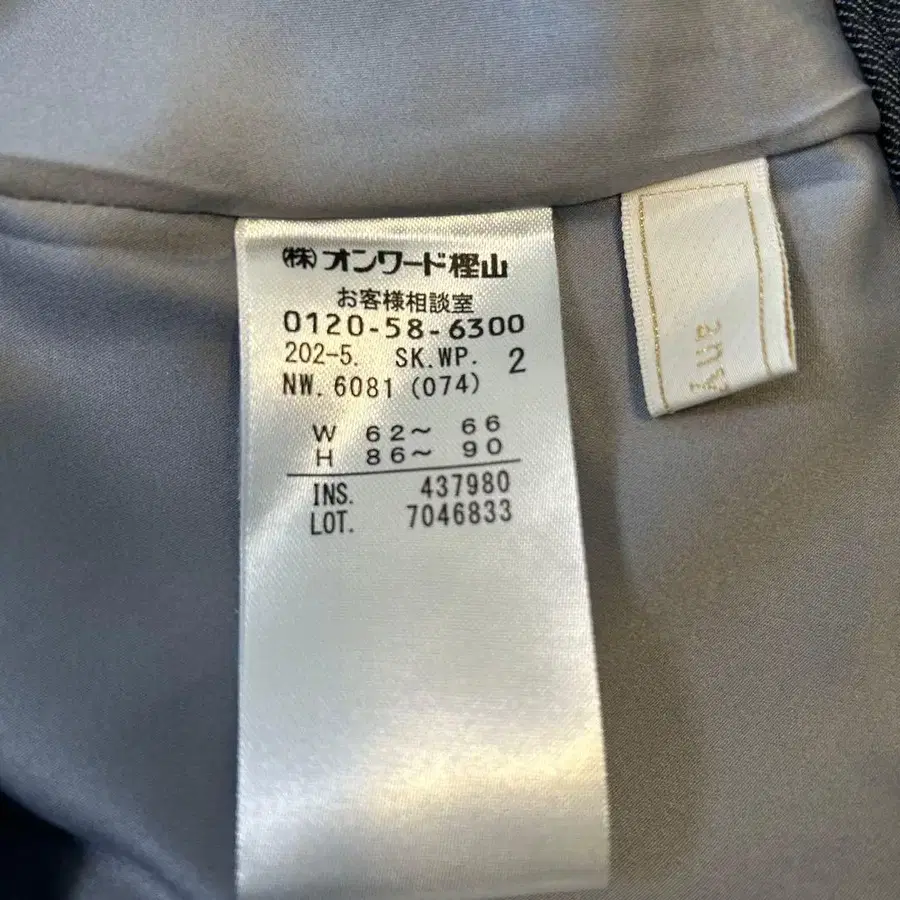 (株)オンワード樫山
お客様相談室
0120-58-6300
202-5. SK.WP. 2
NW. 6081 (074)
W 62～ 66
H 86～ 90
INS. 437980
LOT. 7046833
any